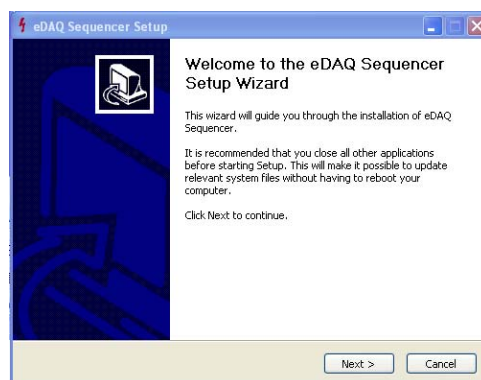 eDAQ Sequencer Setup
Welcome to the eDAQ Sequencer
Setup Wizard
This wizard will guide you through the installation of eDAQ
Sequencer.
It is recommended that you close all other applications
before starting Setup. This will make it possible to update
relevant system files without having to reboot your
computer.
Click Next to continue.
Next >
Cancel